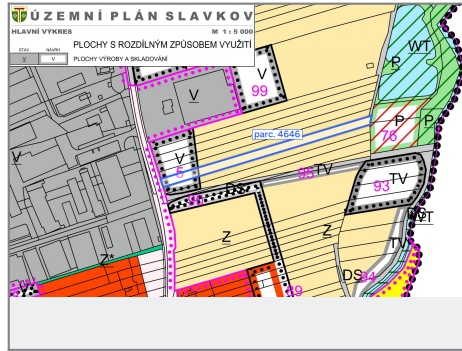 ÚZEMNÍ PLÁN SLAVKOV
HLAVNÍ VÝKRES M 1 : 5 000
PLOCHY S ROZDÍLNÝM ZPŮSOBEM VYUŽITÍ
STAV NÁVRH
V V PLOCHY VÝROBY A SKLADOVÁNÍ
WT
P
V
V
99
P
P
76
parc. 4646
V
V
5
TV
95
TV
93
DS
Z
Z
TV
Z*
DS
94
89